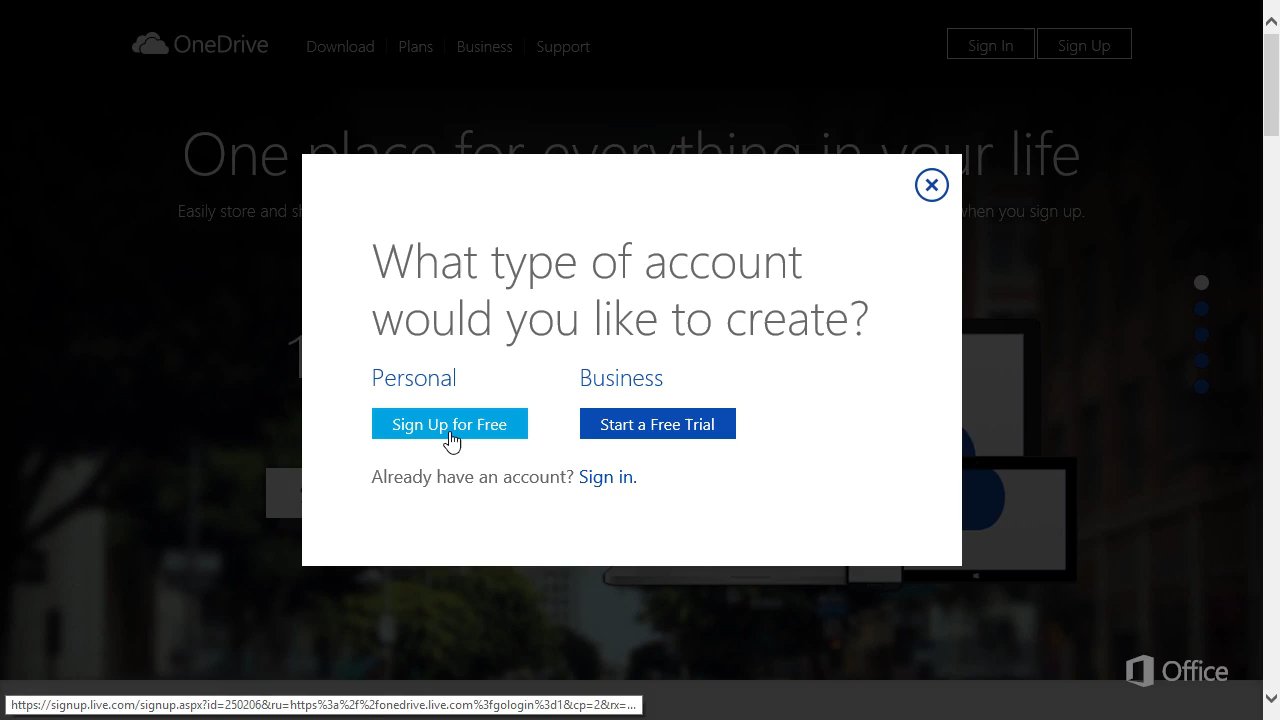 OneDrive Download Plans Business Support Sign In Sign Up
One place for everything in your life
Easily store and sh
when you sign up.
What type of account
would you like to create?
Personal Business
Sign Up for Free Start a Free Trial
Already have an account? Sign in.
Office
https://signup.live.com/signup.aspx?id=250206&ru=https%3a%2f%2fonedrive.live.com%3fgologin%3d1&cp=2&rx=...